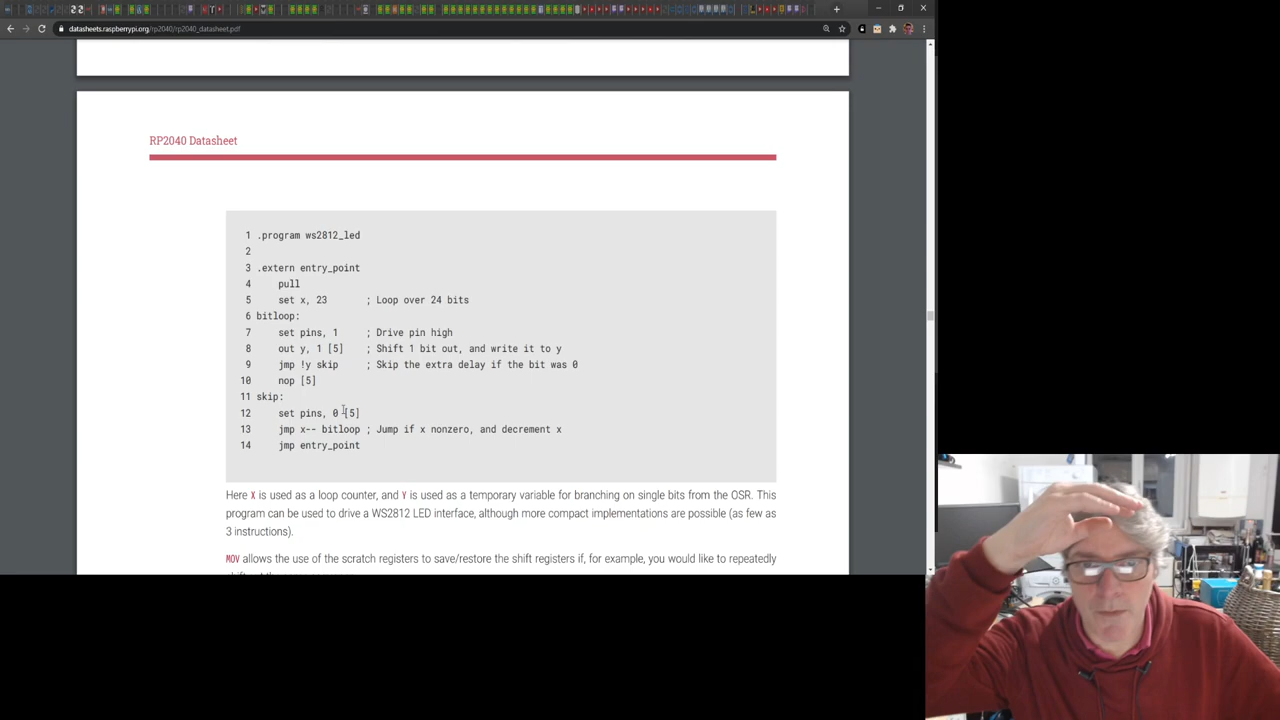 datasheets.raspberrypi.org/rp2040/rp2040_datasheet.pdf
RP2040 Datasheet
1 .program ws2812_led
2
3 .extern entry_point
4 pull
5 set x, 23 ; Loop over 24 bits
6 bitloop:
7 set pins, 1 ; Drive pin high
8 out y, 1 [5] ; Shift 1 bit out, and write it to y
9 jmp !y skip ; Skip the extra delay if the bit was 0
10 nop [5]
11 skip:
12 set pins, 0 [5]
13 jmp x-- bitloop ; Jump if x nonzero, and decrement x
14 jmp entry_point
Here X is used as a loop counter, and Y is used as a temporary variable for branching on single bits from the OSR. This
program can be used to drive a WS2812 LED interface, although more compact implementations are possible (as few as
3 instructions).
MOV allows the use of the scratch registers to save/restore the shift registers if, for example, you would like to repeatedly